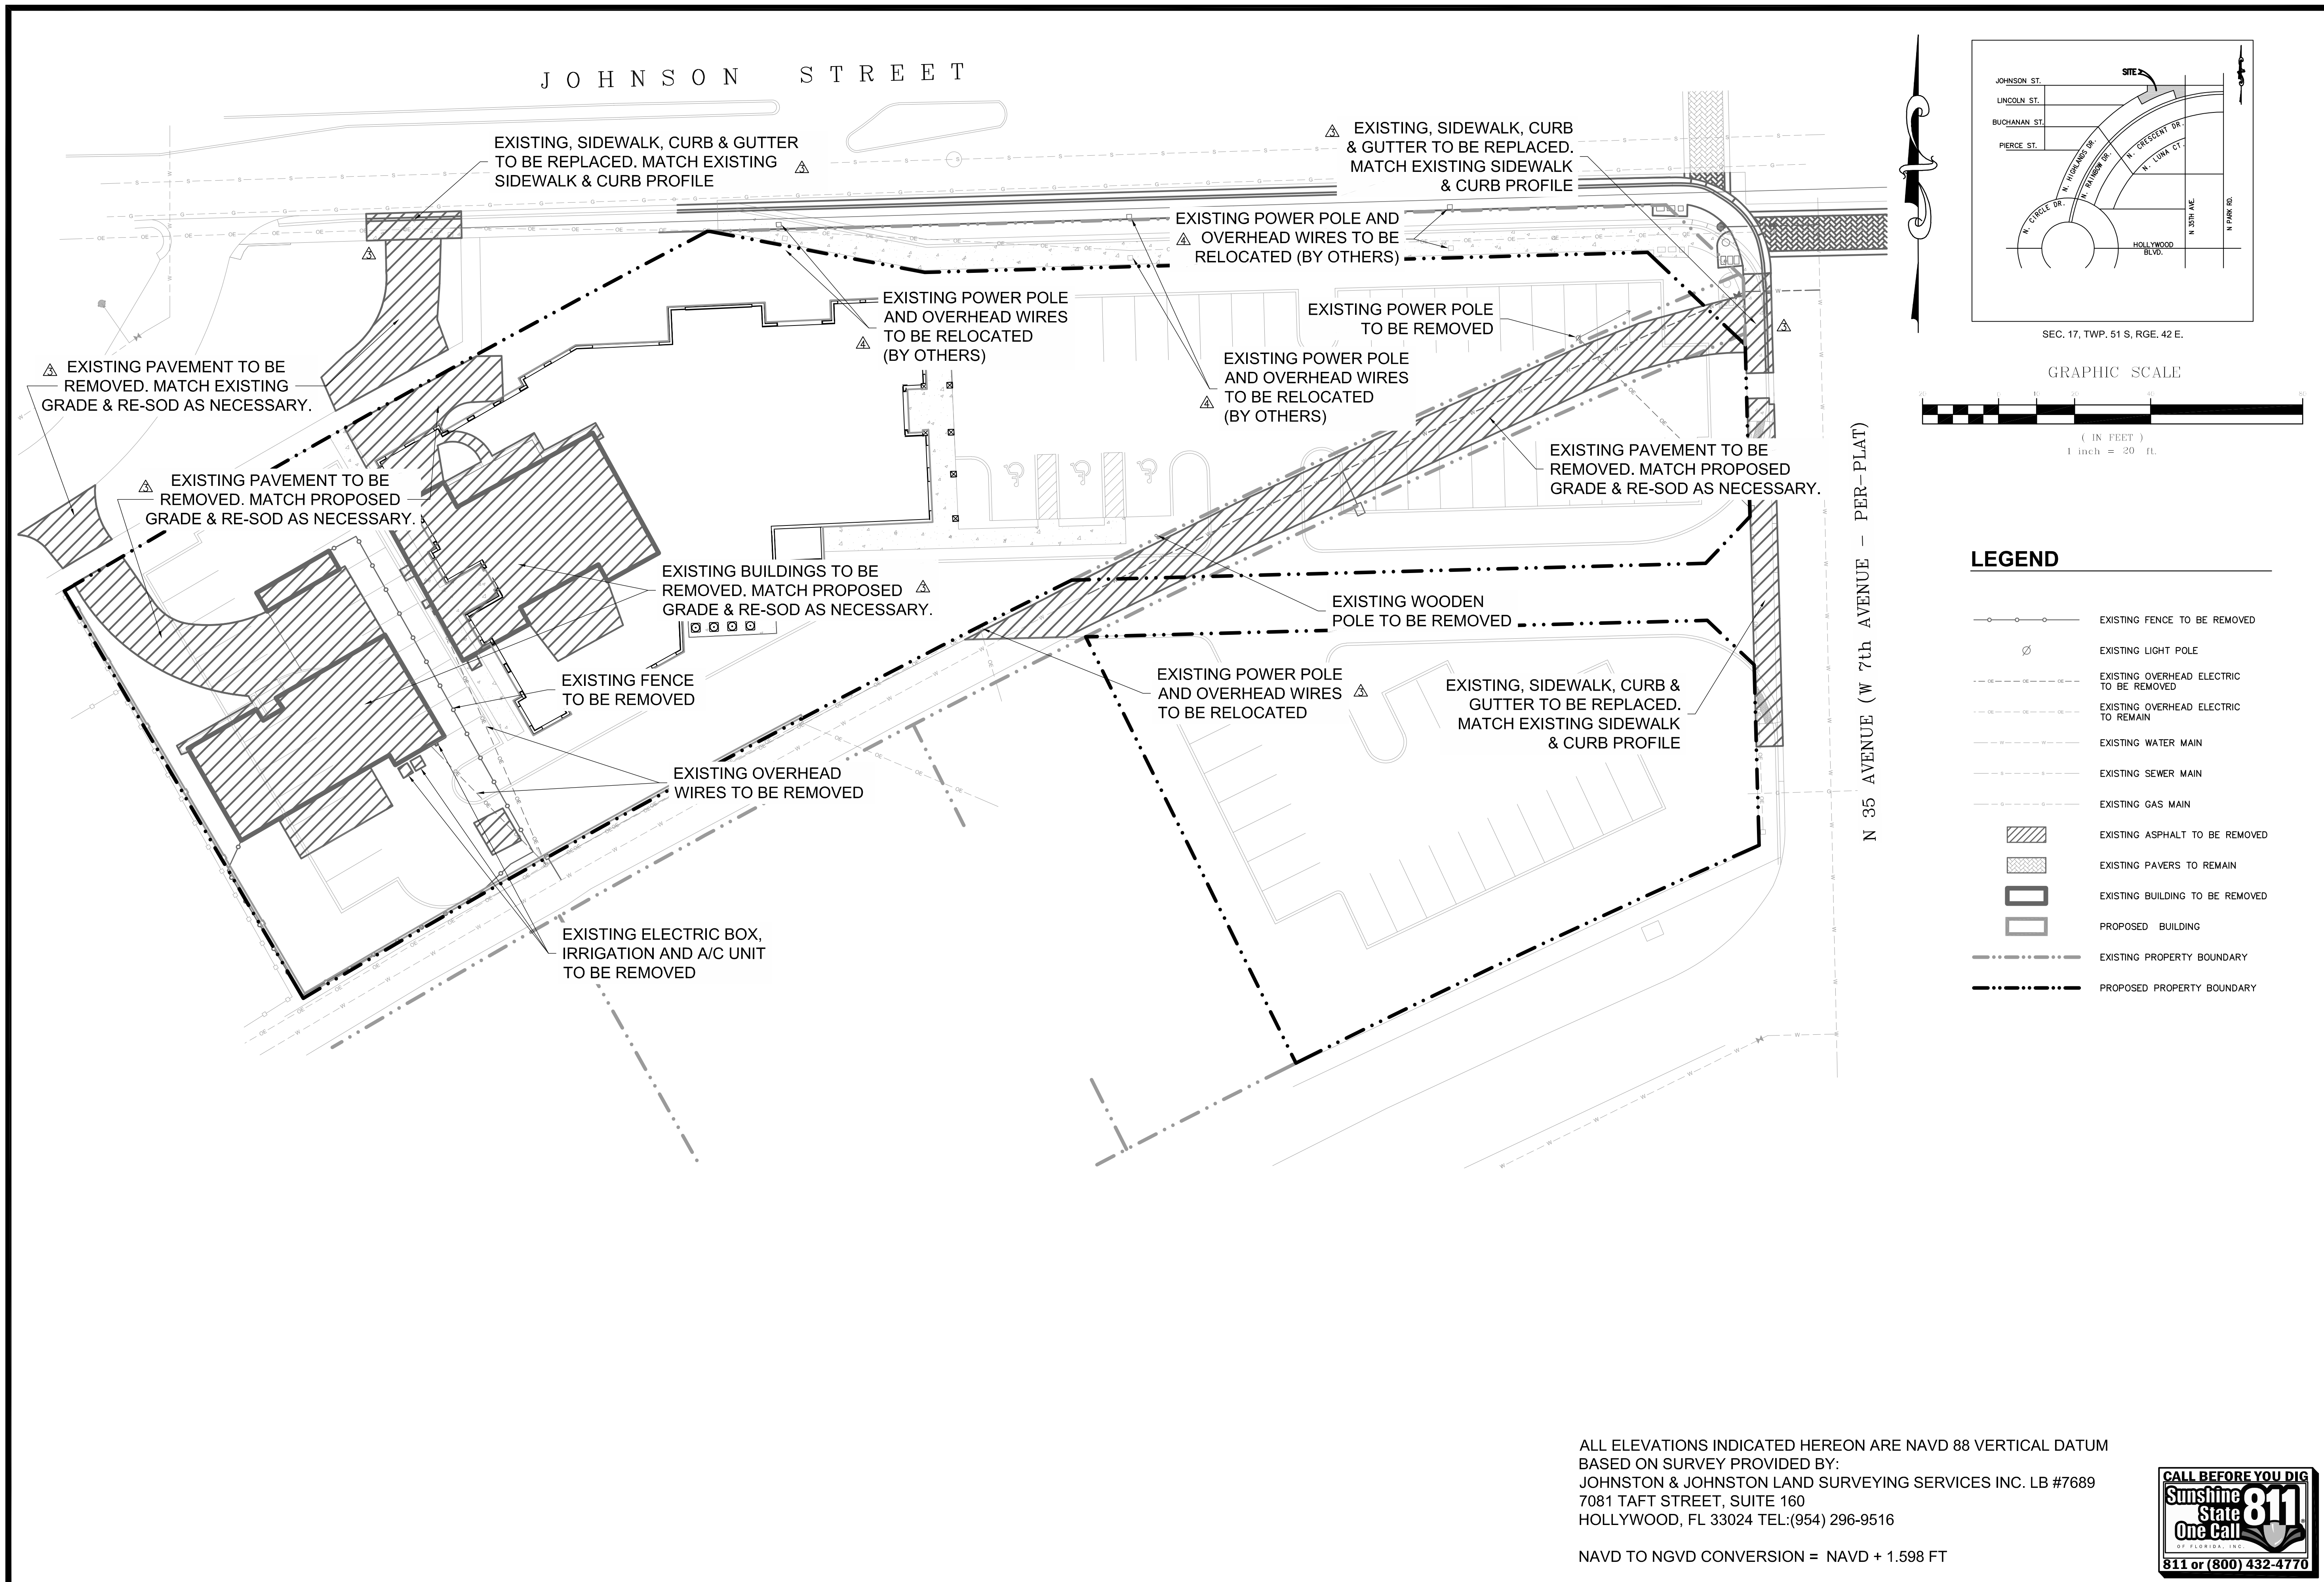 JOHNSON STREET
EXISTING, SIDEWALK, CURB & GUTTER
TO BE REPLACED. MATCH EXISTING
SIDEWALK & CURB PROFILE
3
3
EXISTING, SIDEWALK, CURB
& GUTTER TO BE REPLACED.
MATCH EXISTING SIDEWALK
& CURB PROFILE
3
EXISTING POWER POLE AND
OVERHEAD WIRES TO BE
RELOCATED (BY OTHERS)
4
EXISTING POWER POLE
AND OVERHEAD WIRES
TO BE RELOCATED
(BY OTHERS)
4
EXISTING POWER POLE
TO BE REMOVED
3
EXISTING POWER POLE
AND OVERHEAD WIRES
TO BE RELOCATED
(BY OTHERS)
4
EXISTING PAVEMENT TO BE
REMOVED. MATCH EXISTING
GRADE & RE-SOD AS NECESSARY.
3
EXISTING PAVEMENT TO BE
REMOVED. MATCH PROPOSED
GRADE & RE-SOD AS NECESSARY.
3
EXISTING PAVEMENT TO BE
REMOVED. MATCH PROPOSED
GRADE & RE-SOD AS NECESSARY.
EXISTING BUILDINGS TO BE
REMOVED. MATCH PROPOSED
GRADE & RE-SOD AS NECESSARY.
3
EXISTING WOODEN
POLE TO BE REMOVED
EXISTING FENCE
TO BE REMOVED
EXISTING POWER POLE
AND OVERHEAD WIRES
TO BE RELOCATED
3
EXISTING, SIDEWALK, CURB &
GUTTER TO BE REPLACED.
MATCH EXISTING SIDEWALK
& CURB PROFILE
EXISTING OVERHEAD
WIRES TO BE REMOVED
EXISTING ELECTRIC BOX,
IRRIGATION AND A/C UNIT
TO BE REMOVED
N 35 AVENUE (W 7th AVENUE - PER-PLAT)
SITE
JOHNSON ST.
LINCOLN ST.
BUCHANAN ST.
PIERCE ST.
N. CRESCENT DR.
N. LUNA CT.
N. HIGHLANDS DR.
N. RAINBOW DR.
N. CIRCLE DR.
N 35TH AVE.
N PARK RD.
HOLLYWOOD
BLVD.
SEC. 17, TWP. 51 S, RGE. 42 E.
GRAPHIC SCALE
( IN FEET )
1 inch = 20 ft.
LEGEND
EXISTING FENCE TO BE REMOVED
EXISTING LIGHT POLE
EXISTING OVERHEAD ELECTRIC
TO BE REMOVED
EXISTING OVERHEAD ELECTRIC
TO REMAIN
EXISTING WATER MAIN
EXISTING SEWER MAIN
EXISTING GAS MAIN
EXISTING ASPHALT TO BE REMOVED
EXISTING PAVERS TO REMAIN
EXISTING BUILDING TO BE REMOVED
PROPOSED BUILDING
EXISTING PROPERTY BOUNDARY
PROPOSED PROPERTY BOUNDARY
ALL ELEVATIONS INDICATED HEREON ARE NAVD 88 VERTICAL DATUM
BASED ON SURVEY PROVIDED BY:
JOHNSTON & JOHNSTON LAND SURVEYING SERVICES INC. LB #7689
7081 TAFT STREET, SUITE 160
HOLLYWOOD, FL 33024 TEL:(954) 296-9516
NAVD TO NGVD CONVERSION = NAVD + 1.598 FT
CALL BEFORE YOU DIG
Sunshine
State
One Call
811
OF FLORIDA, INC.
811 or (800) 432-4770